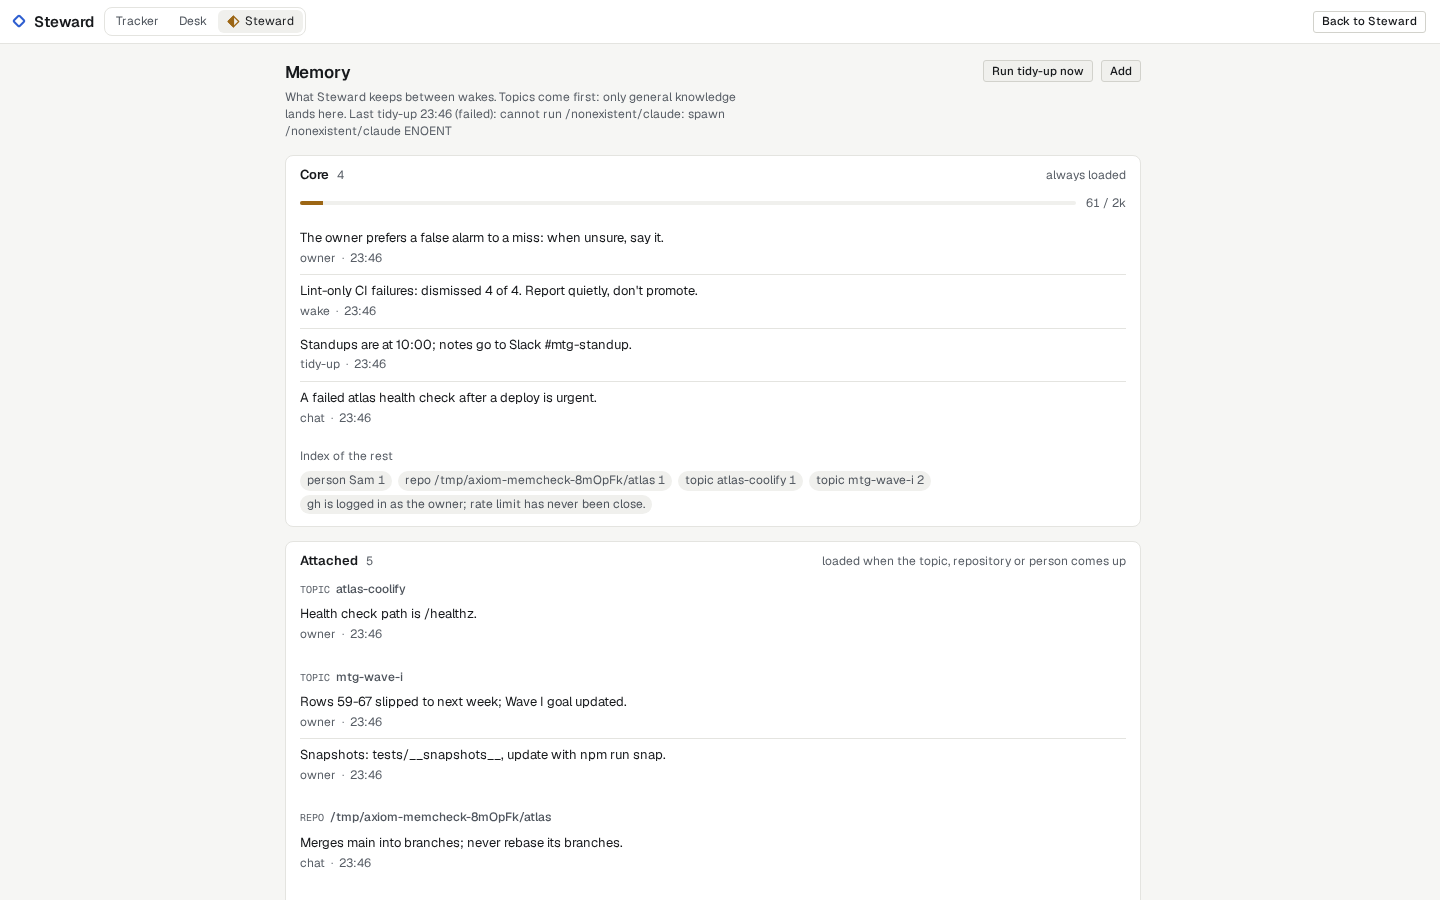 Steward
Tracker
Desk
Steward
Back to Steward
Memory
Run tidy-up now
Add
What Steward keeps between wakes. Topics come first: only general knowledge
lands here. Last tidy-up 23:46 (failed): cannot run /nonexistent/claude: spawn
/nonexistent/claude ENOENT
Core 4
always loaded
61 / 2k
The owner prefers a false alarm to a miss: when unsure, say it.
owner · 23:46
Lint-only CI failures: dismissed 4 of 4. Report quietly, don't promote.
wake · 23:46
Standups are at 10:00; notes go to Slack #mtg-standup.
tidy-up · 23:46
A failed atlas health check after a deploy is urgent.
chat · 23:46
Index of the rest
person Sam 1
repo /tmp/axiom-memcheck-8mOpFk/atlas 1
topic atlas-coolify 1
topic mtg-wave-i 2
gh is logged in as the owner; rate limit has never been close.
Attached 5
loaded when the topic, repository or person comes up
TOPIC atlas-coolify
Health check path is /healthz.
owner · 23:46
TOPIC mtg-wave-i
Rows 59-67 slipped to next week; Wave I goal updated.
owner · 23:46
Snapshots: tests/__snapshots__, update with npm run snap.
owner · 23:46
REPO /tmp/axiom-memcheck-8mOpFk/atlas
Merges main into branches; never rebase its branches.
chat · 23:46